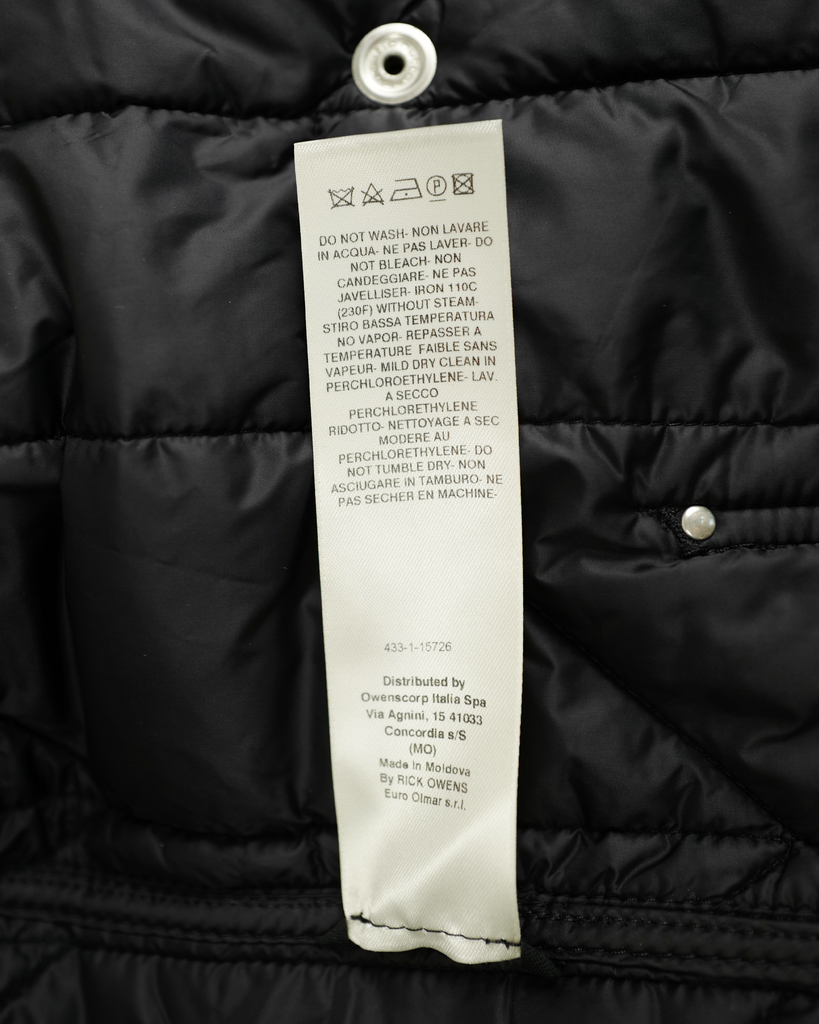 P
DO NOT WASH- NON LAVARE
IN ACQUA- NE PAS LAVER- DO
NOT BLEACH- NON
CANDEGGIARE- NE PAS
JAVELLISER- IRON 110C
(230F) WITHOUT STEAM-
STIRO BASSA TEMPERATURA
NO VAPOR- REPASSER A
TEMPERATURE FAIBLE SANS
VAPEUR- MILD DRY CLEAN IN
PERCHLOROETHYLENE- LAV.
A SECCO
PERCHLORETHYLENE
RIDOTTO- NETTOYAGE A SEC
MODERE AU
PERCHLORETHYLENE- DO
NOT TUMBLE DRY- NON
ASCIUGARE IN TAMBURO- NE
PAS SECHER EN MACHINE-
433-1-15726
Distributed by
Owenscorp Italia Spa
Via Agnini, 15 41033
Concordia s/S
(MO)
Made in Moldova
By RICK OWENS
Euro Olmar s.r.l.